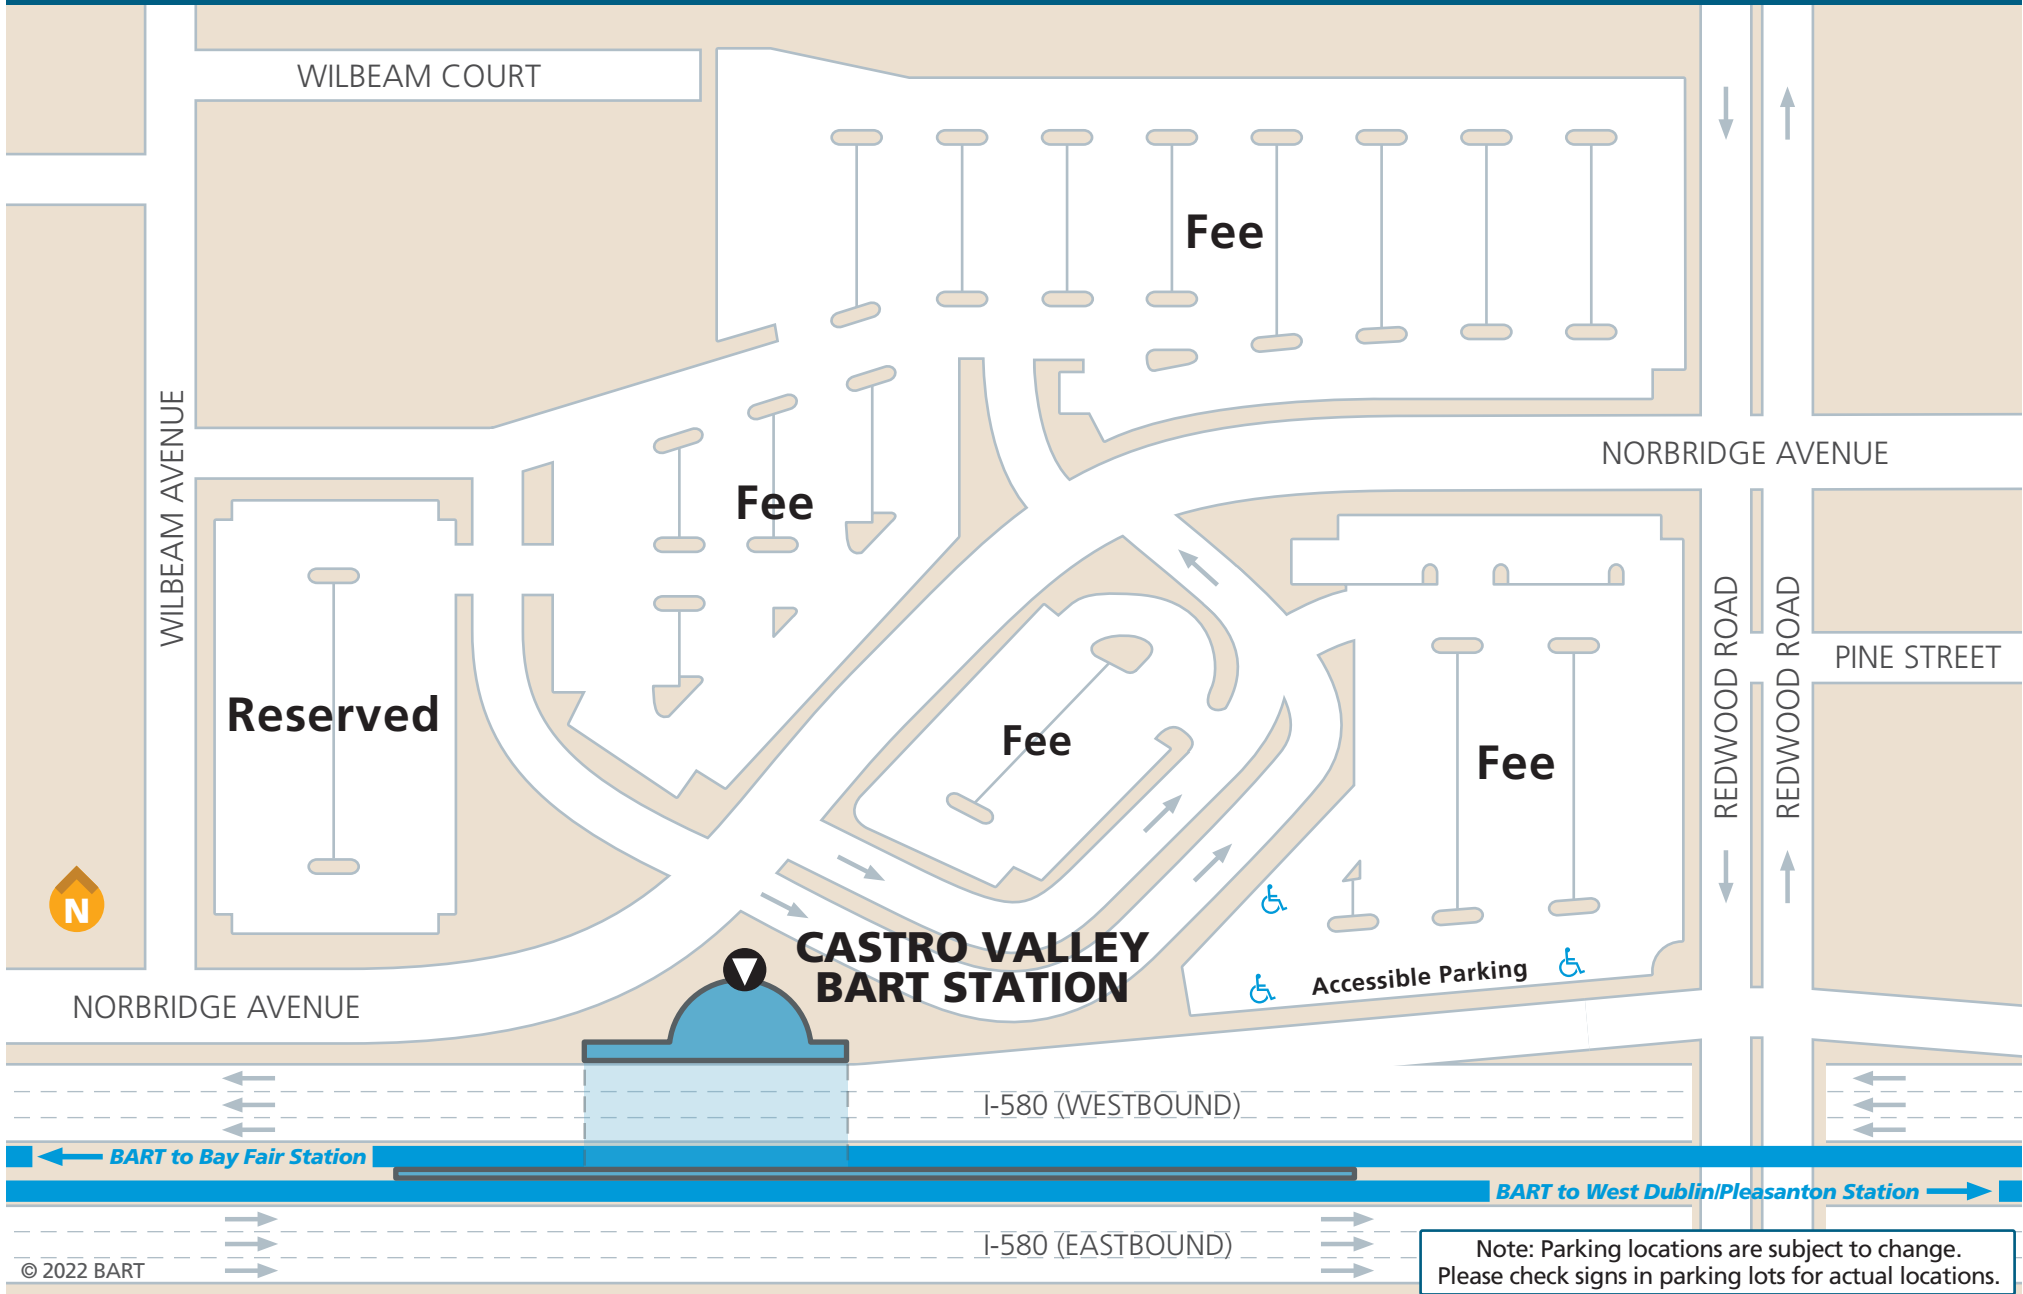 WILBEAM COURT
Fee
WILBEAM AVENUE
NORBRIDGE AVENUE
Fee
REDWOOD ROAD
REDWOOD ROAD
PINE STREET
Reserved
Fee
Fee
N
CASTRO VALLEY
BART STATION
Accessible Parking
NORBRIDGE AVENUE
I-580 (WESTBOUND)
BART to Bay Fair Station
BART to West Dublin/Pleasanton Station
I-580 (EASTBOUND)
Note: Parking locations are subject to change.
Please check signs in parking lots for actual locations.
© 2022 BART